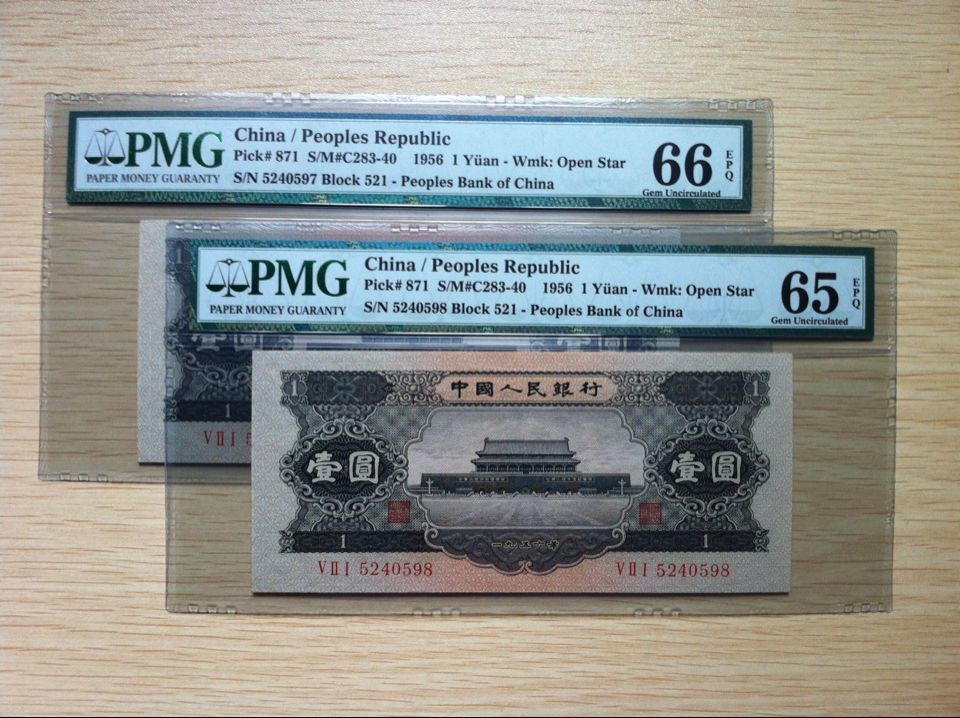 PMG
PAPER MONEY GUARANTY
China / Peoples Republic
Pick# 871 S/M#C283-40 1956 1 Yüan - Wmk: Open Star
S/N 5240597 Block 521 - Peoples Bank of China
66
EPQ
Gem Uncirculated
1
1
VII I 5
PMG
PAPER MONEY GUARANTY
China / Peoples Republic
Pick# 871 S/M#C283-40 1956 1 Yüan - Wmk: Open Star
S/N 5240598 Block 521 - Peoples Bank of China
65
EPQ
Gem Uncirculated
1 中國人民銀行 1
壹圓 壹圓
1 一九五六年 1
VII I 5240598 VII I 5240598